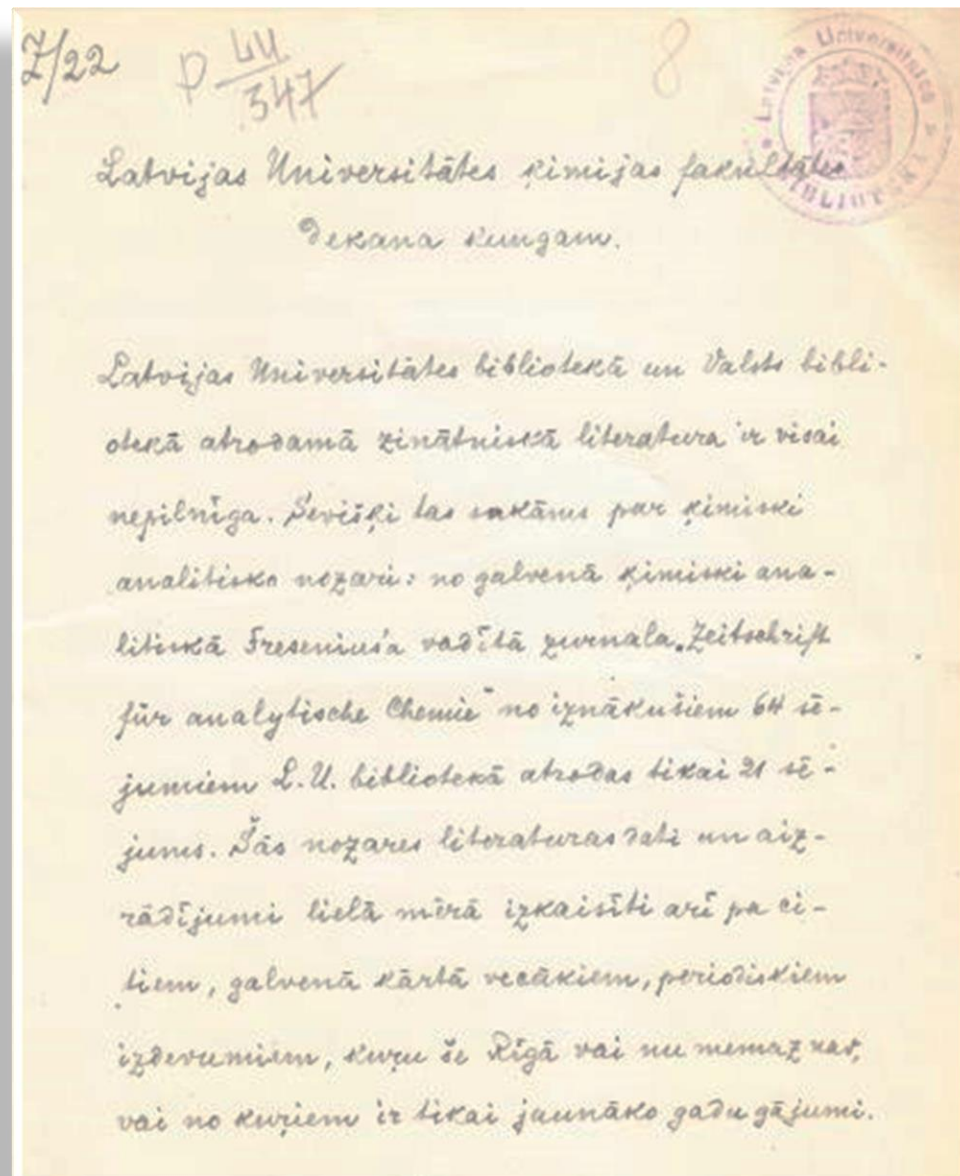 7/22
P LU
347
8
Latvijas Universitates
BIBLIOTEKA
Latvijas Universitātes ķimijas fakultātes
dekana kungam.
Latvijas Universitātes bibliotekā un Valsts bibli-
otekā atrodamā zinātniskā literatura ir visai
nepilnīga. Sevišķi tas sakāms par ķimiski
analitisko nozari: no galvenā ķimiski ana-
litiskā Fresenius'a vadītā žurnala „Zeitschrift
für analytische Chemie" no iznākušiem 64 sē-
jumiem L.U. bibliotekā atrodas tikai 21 sē-
jums. Šās nozares literaturas dati un aiz-
rādījumi lielā mērā izkaisīti arī pa ci-
tiem, galvenā kārtā vecākiem, periodiskiem
izdevumiem, kuŗu še Rīgā vai nu nemaz nav,
vai no kuŗiem ir tikai jaunāko gadu gājumi.